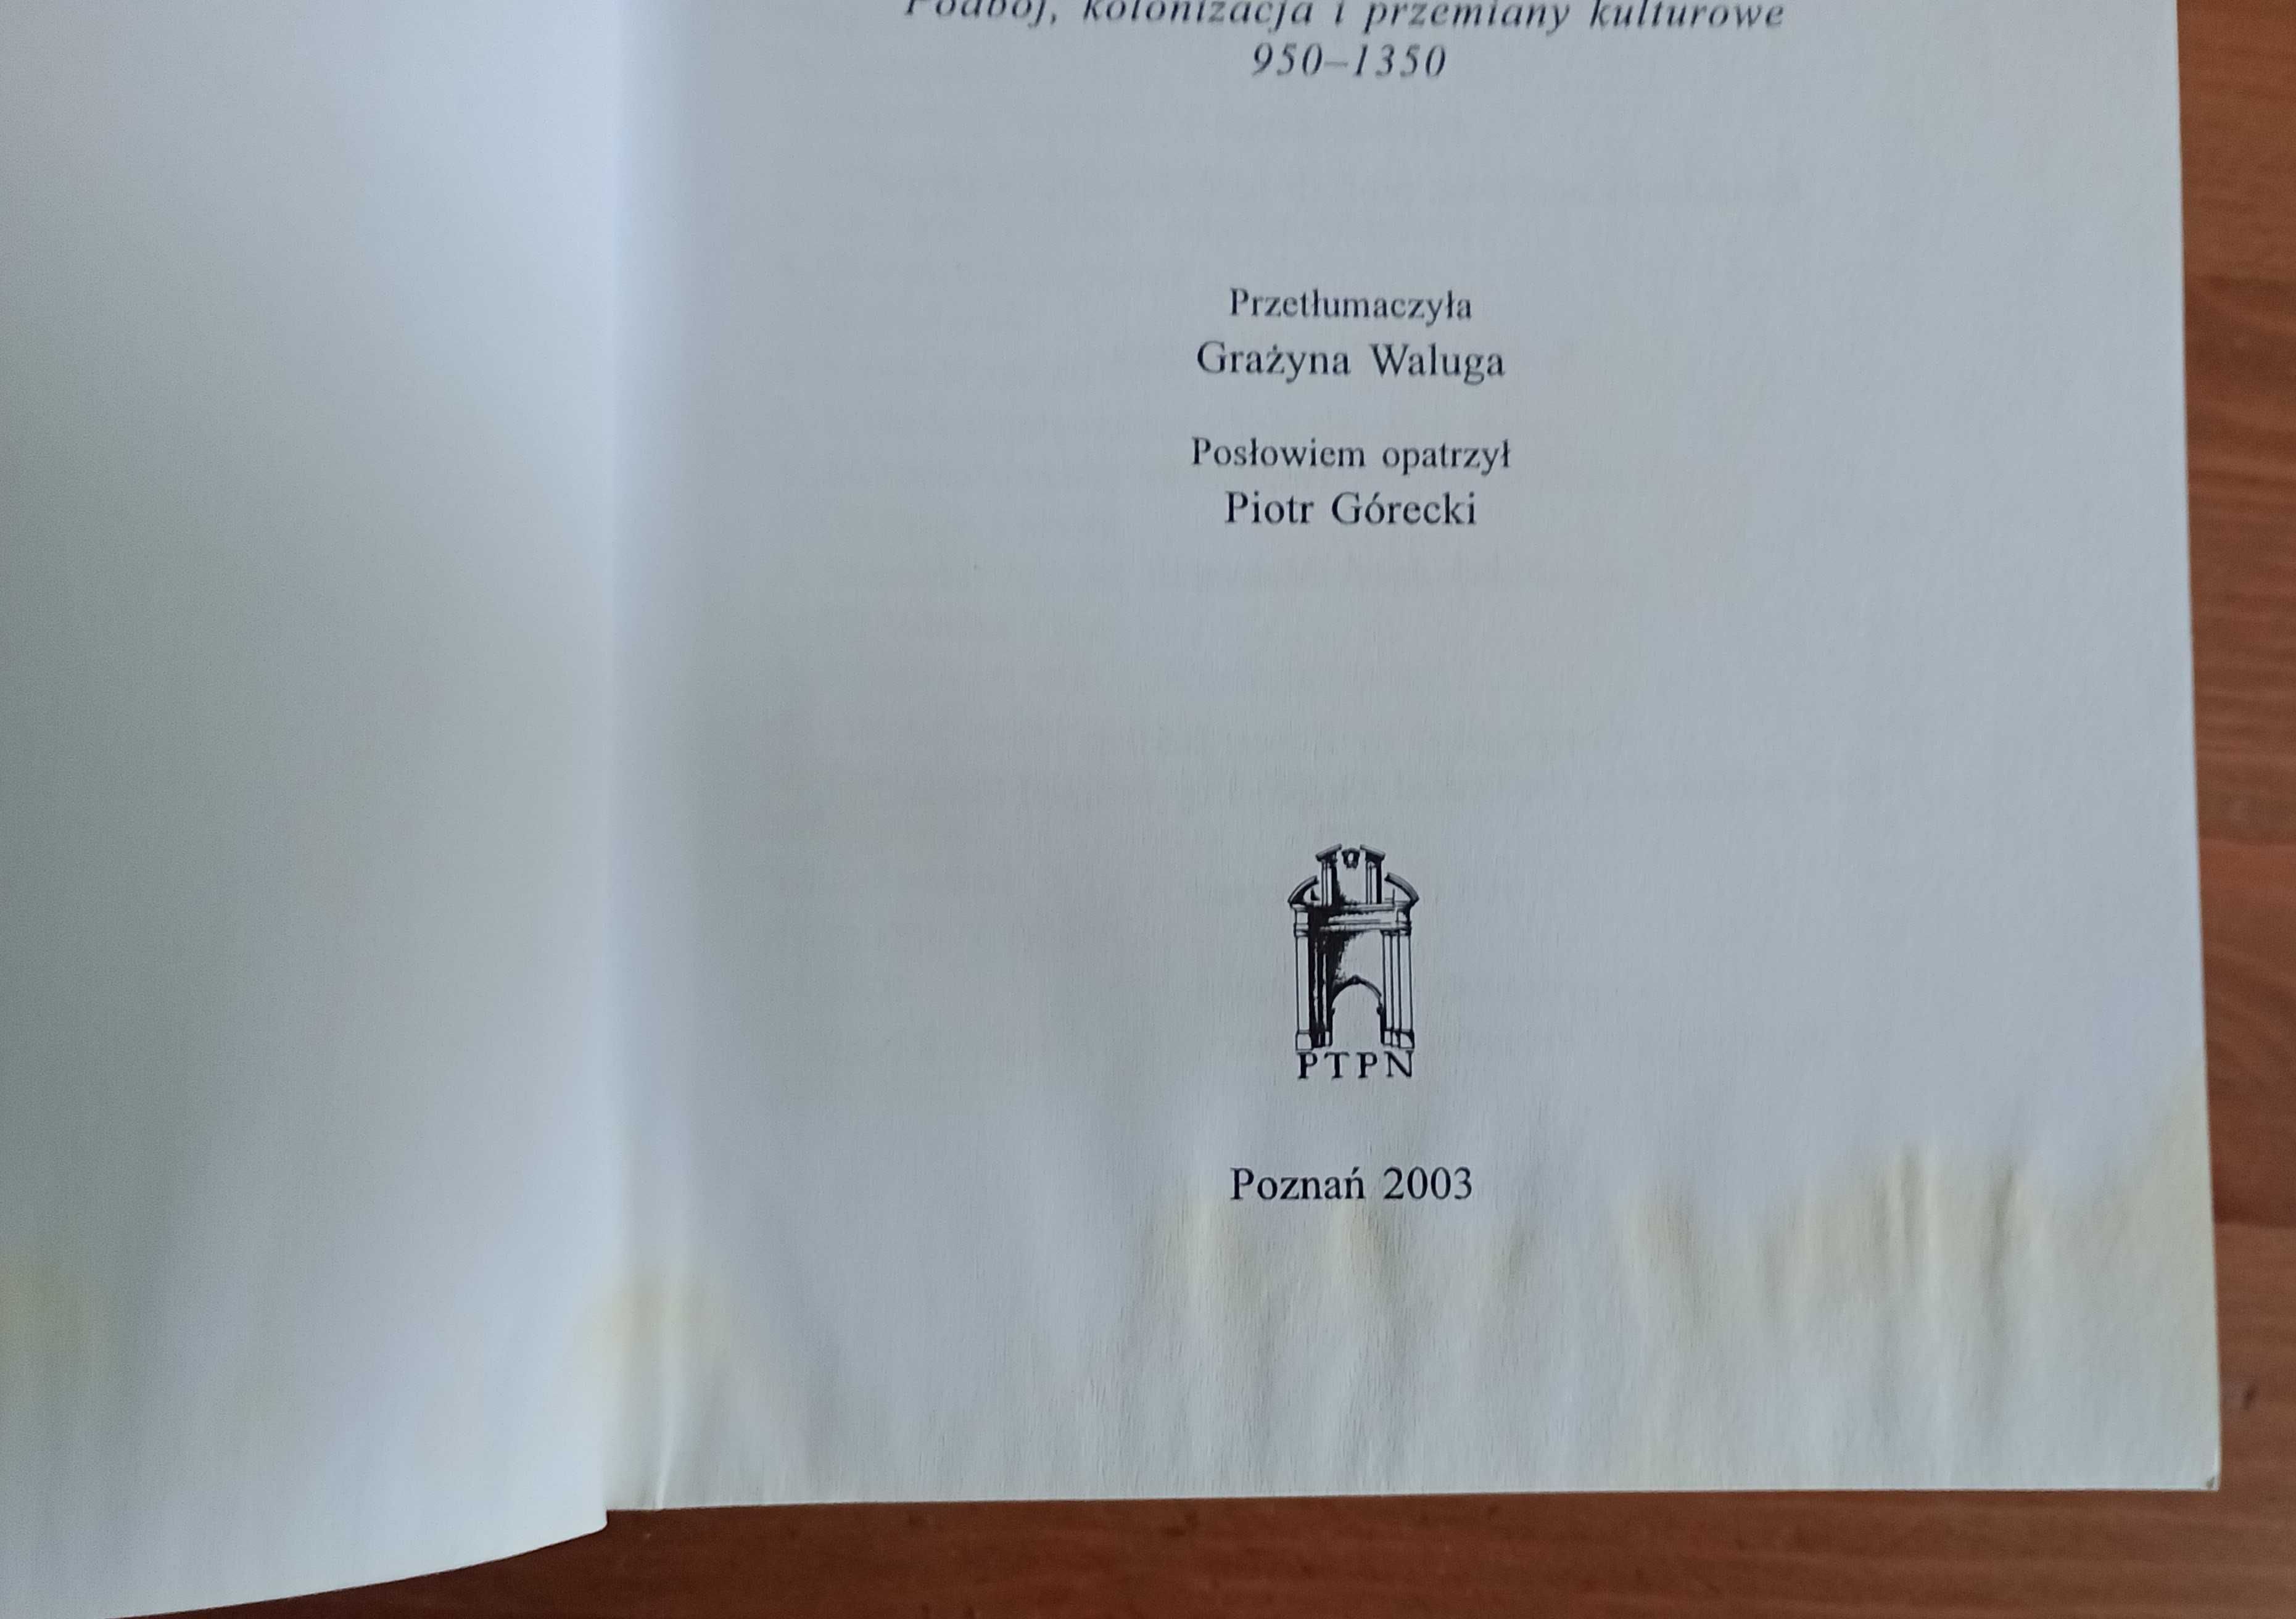 Podbój, kolonizacja i przemiany kulturowe
950–1350
Przetłumaczyła
Grażyna Waluga
Posłowiem opatrzył
Piotr Górecki
PTPN
Poznań 2003